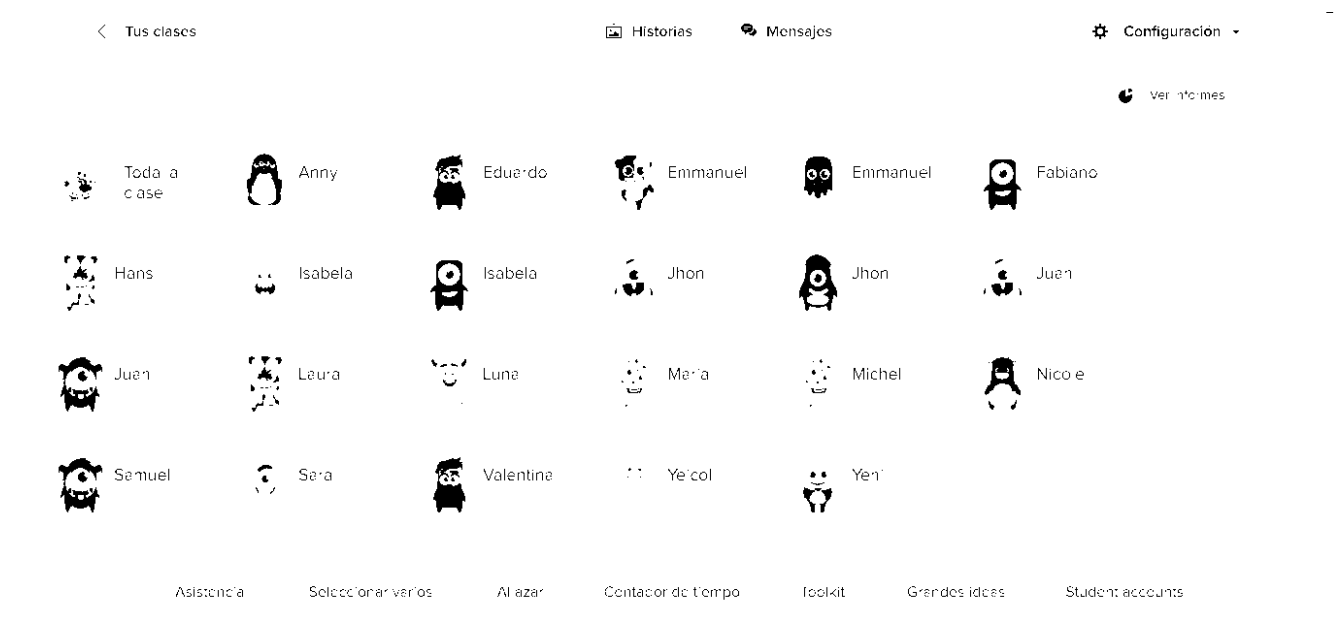 Tus clases
Historias
Mensajes
Configuración
Ver informes
Toda la
clase
Anny
Eduardo
Emmanuel
Emmanuel
Fabiano
Hans
Isabela
Isabela
Jhon
Jhon
Juan
Juan
Laura
Luna
María
Michel
Nicole
Samuel
Sara
Valentina
Yeicol
Yeni
Asistencia
Seleccionar varios
Al azar
Contador de tiempo
Toolkit
Grandes ideas
Student accounts